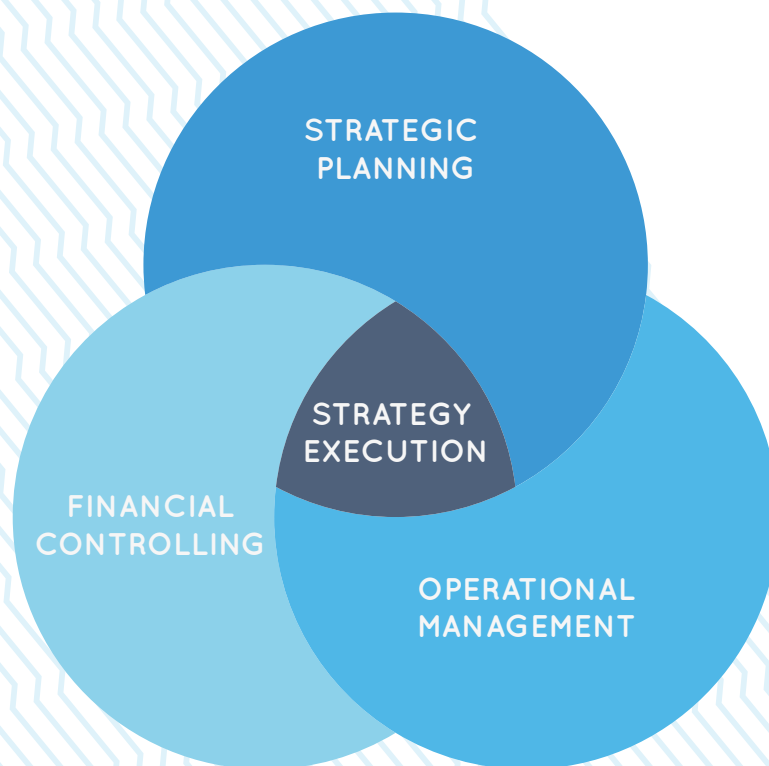 STRATEGIC
PLANNING
STRATEGY
EXECUTION
FINANCIAL
CONTROLLING
OPERATIONAL
MANAGEMENT